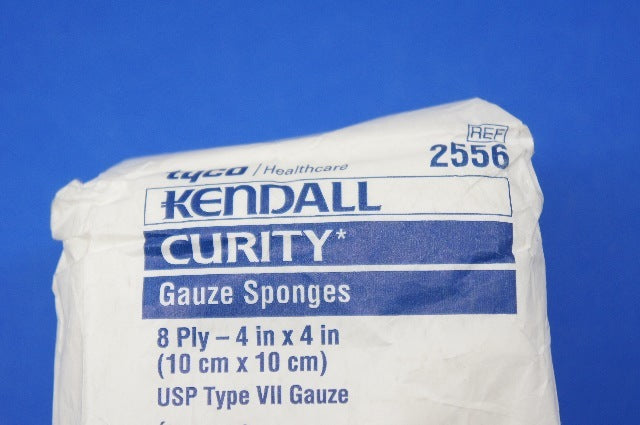 REF
2556
tyco / Healthcare
KENDALL
CURITY*
Gauze Sponges
8 Ply – 4 in x 4 in
(10 cm x 10 cm)
USP Type VII Gauze